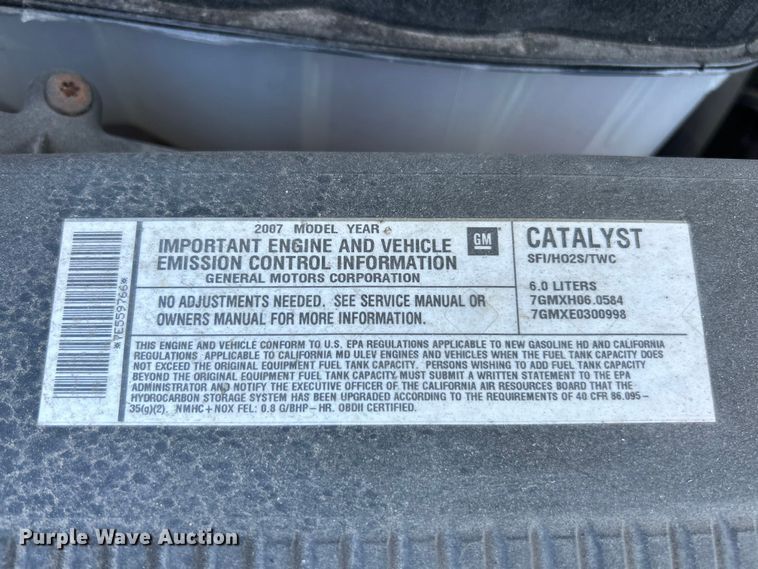 *7E559766*
2007 MODEL YEAR
IMPORTANT ENGINE AND VEHICLE
EMISSION CONTROL INFORMATION
GENERAL MOTORS CORPORATION
GM
NO ADJUSTMENTS NEEDED. SEE SERVICE MANUAL OR
OWNERS MANUAL FOR MORE INFORMATION.
CATALYST
SFI/HO2S/TWC
6.0 LITERS
7GMXH06.0584
7GMXE0300998
THIS ENGINE AND VEHICLE CONFORM TO U.S. EPA REGULATIONS APPLICABLE TO NEW GASOLINE HD AND CALIFORNIA
REGULATIONS APPLICABLE TO CALIFORNIA MD ULEV ENGINES AND VEHICLES WHEN THE FUEL TANK CAPACITY DOES
NOT EXCEED THE ORIGINAL EQUIPMENT FUEL TANK CAPACITY. PERSONS WISHING TO ADD FUEL TANK CAPACITY
BEYOND THE ORIGINAL EQUIPMENT FUEL TANK CAPACITY MUST SUBMIT A WRITTEN STATEMENT TO THE EPA
ADMINISTRATOR AND NOTIFY THE EXECUTIVE OFFICER OF THE CALIFORNIA AIR RESOURCES BOARD THAT THE
HYDROCARBON STORAGE SYSTEM HAS BEEN UPGRADED ACCORDING TO THE REQUIREMENTS OF 40 CFR 86.095-
35(g)(2). NMHC+NOX FEL: 0.8 G/BHP-HR. OBDII CERTIFIED.
Purple Wave Auction